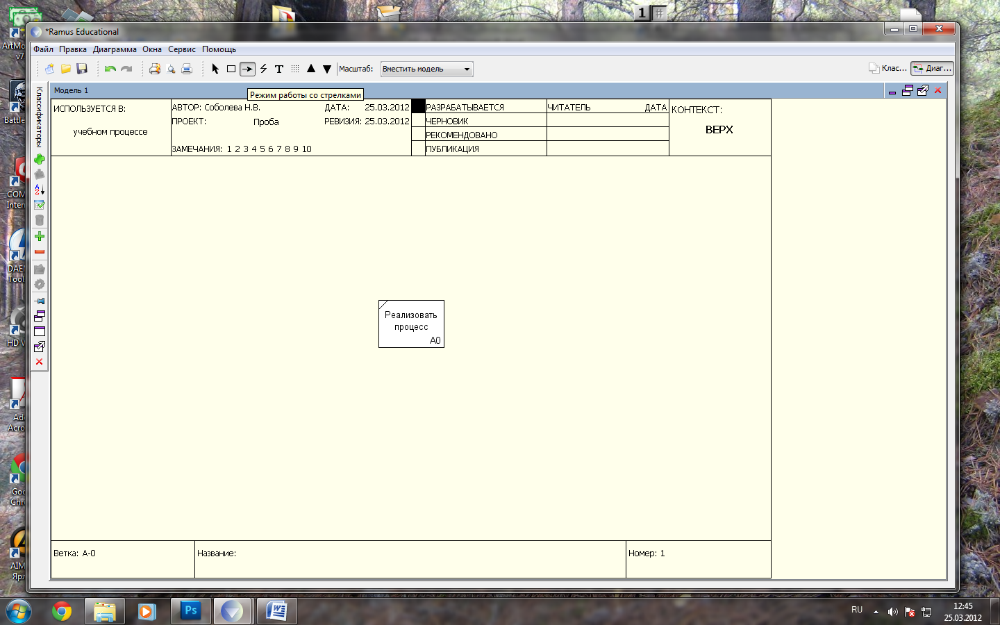 1
*Ramus Educational
Файл Правка Диаграмма Окна Сервис Помощь
Масштаб: Вместить модель
Клас... Диаг...
Модель 1
Режим работы со стрелками
Классификаторы
ИСПОЛЬЗУЕТСЯ В:
учебном процессе
АВТОР: Соболева Н.В. ДАТА: 25.03.2012
ПРОЕКТ: Проба РЕВИЗИЯ: 25.03.2012
ЗАМЕЧАНИЯ: 1 2 3 4 5 6 7 8 9 10
РАЗРАБАТЫВАЕТСЯ
ЧЕРНОВИК
РЕКОМЕНДОВАНО
ПУБЛИКАЦИЯ
ЧИТАТЕЛЬ ДАТА
КОНТЕКСТ:
ВЕРХ
Реализовать
процесс
A0
Ветка: A-0
Название:
Номер: 1
ArtMo
v7
Battle
COM
Inter
DAE
Tool
HD
Ad
Acro
Goo
Chr
AIM
Ярл
Ps
RU
12:45
25.03.2012